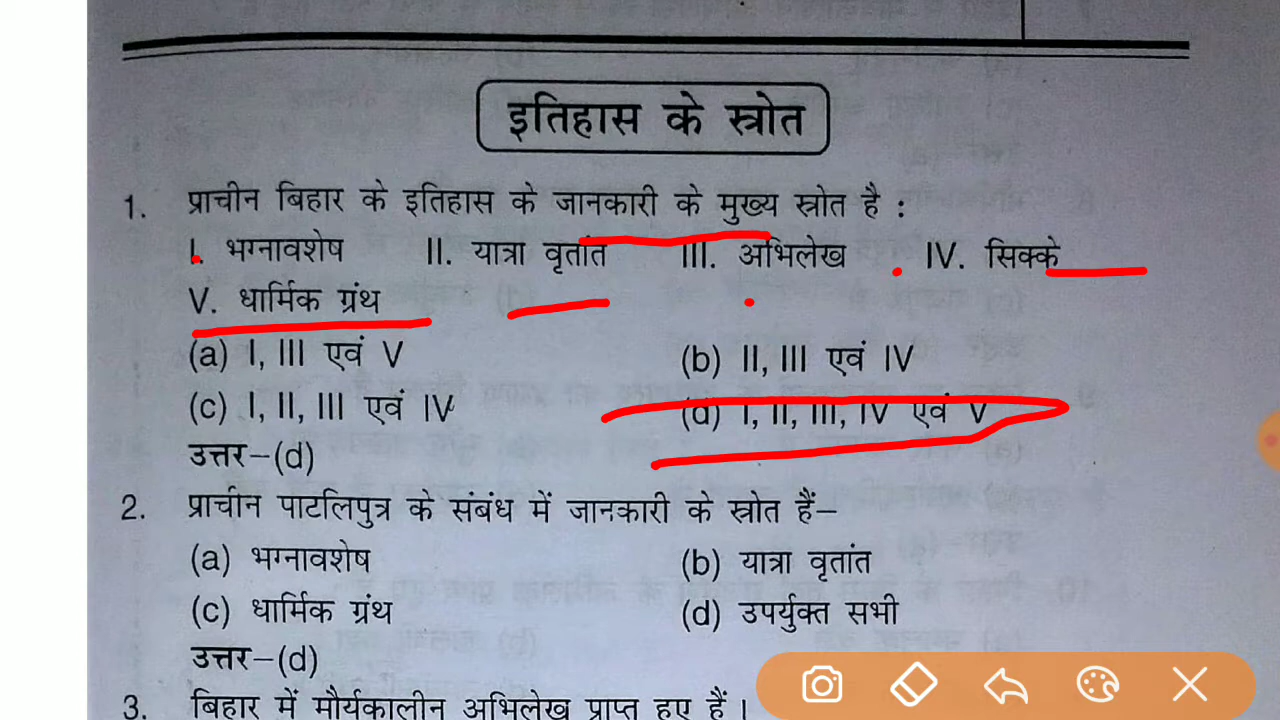 इतिहास के स्रोत
1. प्राचीन बिहार के इतिहास के जानकारी के मुख्य स्रोत है :
I. भग्नावशेष II. यात्रा वृतांत III. अभिलेख IV. सिक्के
V. धार्मिक ग्रंथ
(a) I, III एवं V (b) II, III एवं IV
(c) I, II, III एवं IV (d) I, II, III, IV एवं V
उत्तर–(d)
2. प्राचीन पाटलिपुत्र के संबंध में जानकारी के स्रोत हैं–
(a) भग्नावशेष (b) यात्रा वृतांत
(c) धार्मिक ग्रंथ (d) उपर्युक्त सभी
उत्तर–(d)
3. बिहार में मौर्यकालीन अभिलेख प्राप्त हुए हैं।